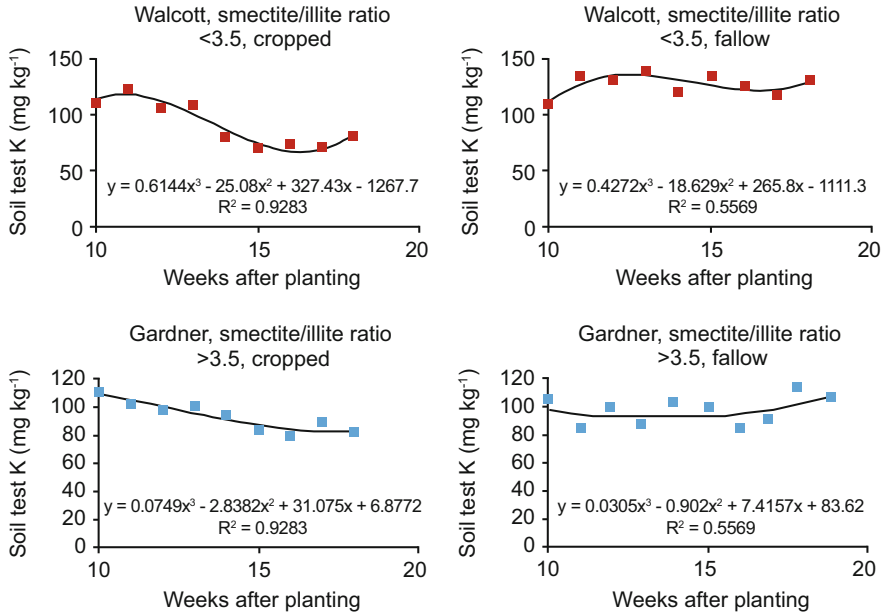 Walcott, smectite/illite ratio
<3.5, cropped
Soil test K (mg kg⁻¹)
150
100
50
0
y = 0.6144x³ - 25.08x² + 327.43x - 1267.7
R² = 0.9283
10
15
20
Weeks after planting
Walcott, smectite/illite ratio
<3.5, fallow
Soil test K (mg kg⁻¹)
150
100
50
0
y = 0.4272x³ - 18.629x² + 265.8x - 1111.3
R² = 0.5569
10
15
20
Weeks after planting
Gardner, smectite/illite ratio
>3.5, cropped
Soil test K (mg kg⁻¹)
120
100
80
60
40
20
0
y = 0.0749x³ - 2.8382x² + 31.075x + 6.8772
R² = 0.9283
10
15
20
Weeks after planting
Gardner, smectite/illite ratio
>3.5, fallow
Soil test K (mg kg⁻¹)
120
100
80
60
40
20
0
y = 0.0305x³ - 0.902x² + 7.4157x + 83.62
R² = 0.5569
10
15
20
Weeks after planting